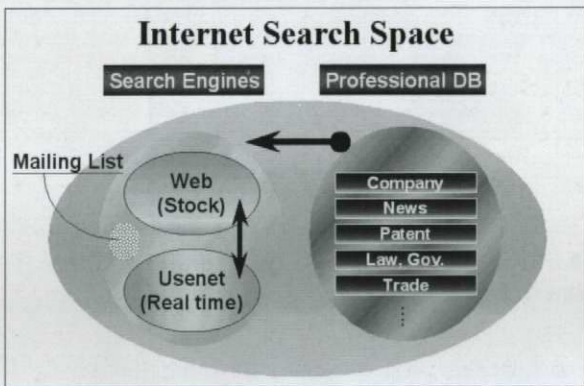 Internet Search Space
Search Engines
Professional DB
Mailing List
Web
(Stock)
Usenet
(Real time)
Company
News
Patent
Law, Gov.
Trade